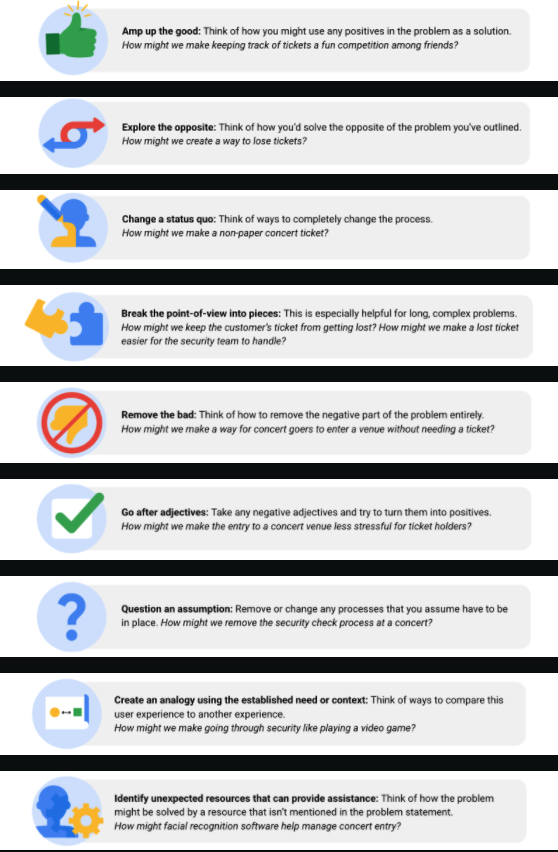 Amp up the good: Think of how you might use any positives in the problem as a solution.
How might we make keeping track of tickets a fun competition among friends?
Explore the opposite: Think of how you'd solve the opposite of the problem you've outlined.
How might we create a way to lose tickets?
Change a status quo: Think of ways to completely change the process.
How might we make a non-paper concert ticket?
Break the point-of-view into pieces: This is especially helpful for long, complex problems.
How might we keep the customer's ticket from getting lost? How might we make a lost ticket
easier for the security team to handle?
Remove the bad: Think of how to remove the negative part of the problem entirely.
How might we make a way for concert goers to enter a venue without needing a ticket?
Go after adjectives: Take any negative adjectives and try to turn them into positives.
How might we make the entry to a concert venue less stressful for ticket holders?
Question an assumption: Remove or change any processes that you assume have to be
in place. How might we remove the security check process at a concert?
Create an analogy using the established need or context: Think of ways to compare this
user experience to another experience.
How might we make going through security like playing a video game?
Identify unexpected resources that can provide assistance: Think of how the problem
might be solved by a resource that isn't mentioned in the problem statement.
How might facial recognition software help manage concert entry?